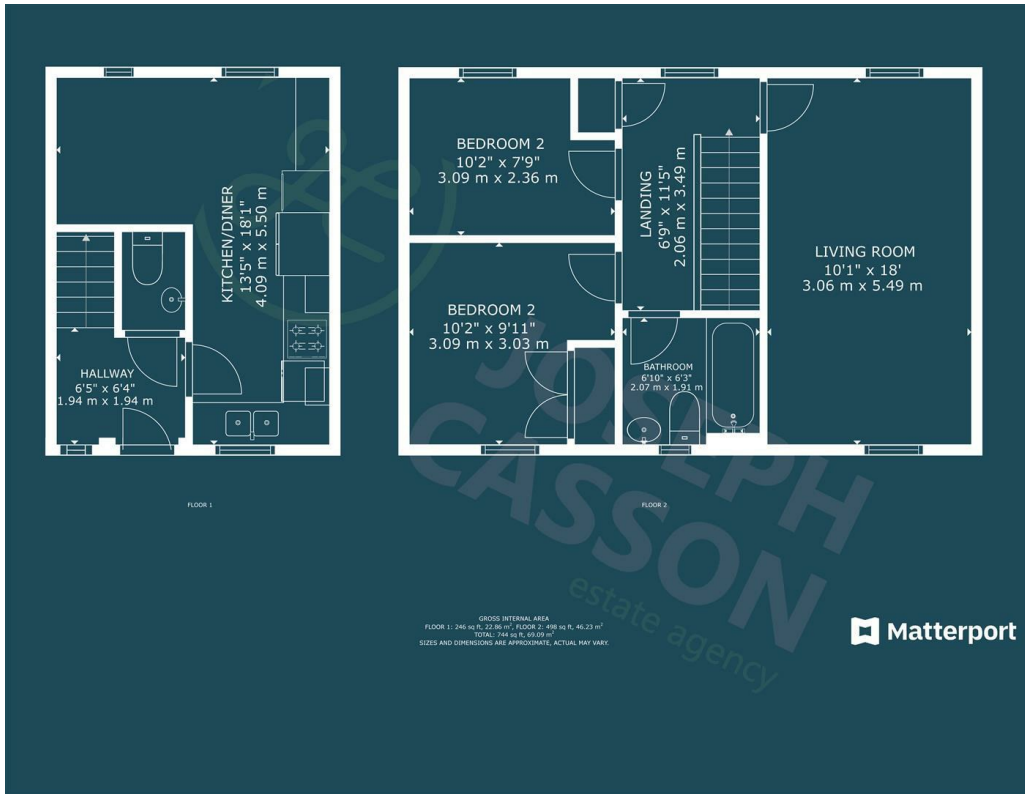 KITCHEN/DINER
13'5" x 18'1"
4.09 m x 5.50 m
HALLWAY
6'5" x 6'4"
1.94 m x 1.94 m
FLOOR 1
BEDROOM 2
10'2" x 7'9"
3.09 m x 2.36 m
BEDROOM 2
10'2" x 9'11"
3.09 m x 3.03 m
LANDING
6'9" x 11'5"
2.06 m x 3.49 m
BATHROOM
6'10" x 6'3"
2.07 m x 1.91 m
LIVING ROOM
10'1" x 18'
3.06 m x 5.49 m
FLOOR 2
JOSEPH
CASSON
estate agency
GROSS INTERNAL AREA
FLOOR 1: 246 sq ft, 22.86 m², FLOOR 2: 498 sq ft, 46.23 m²
TOTAL: 744 sq ft, 69.09 m²
SIZES AND DIMENSIONS ARE APPROXIMATE, ACTUAL MAY VARY.
Matterport